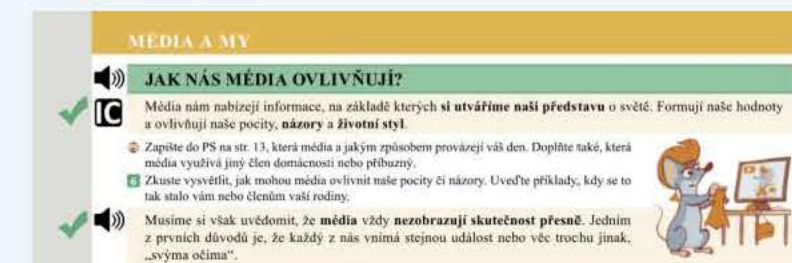 MÉDIA A MY
JAK NÁS MÉDIA OVLIVŇUJÍ?
IC
Média nám nabízejí informace, na základě kterých si utváříme naši představu o světě. Formují naše hodnoty
a ovlivňují naše pocity, názory a životní styl.
Zapište do PS na str. 13, která média a jakým způsobem provázejí váš den. Doplňte také, která
média využívá jiný člen domácnosti nebo příbuzný.
6 Zkuste vysvětlit, jak mohou média ovlivnit naše pocity či názory. Uveďte příklady, kdy se to
tak stalo vám nebo členům vaší rodiny.
Musíme si však uvědomit, že média vždy nezobrazují skutečnost přesně. Jedním
z prvních důvodů je, že každý z nás vnímá stejnou událost nebo věc trochu jinak,
„svýma očima“.